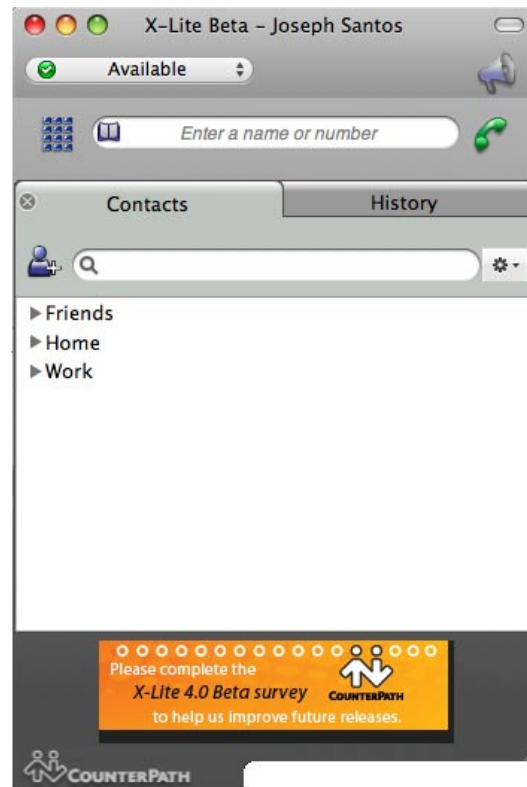 X-Lite Beta – Joseph Santos
Available
Enter a name or number
Contacts
History
Friends
Home
Work
Please complete the
X-Lite 4.0 Beta survey
COUNTERPATH
to help us improve future releases.
COUNTERPATH